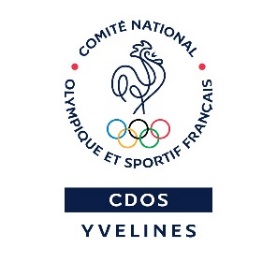 COMITÉ NATIONAL
OLYMPIQUE ET SPORTIF FRANÇAIS
CDOS
YVELINES